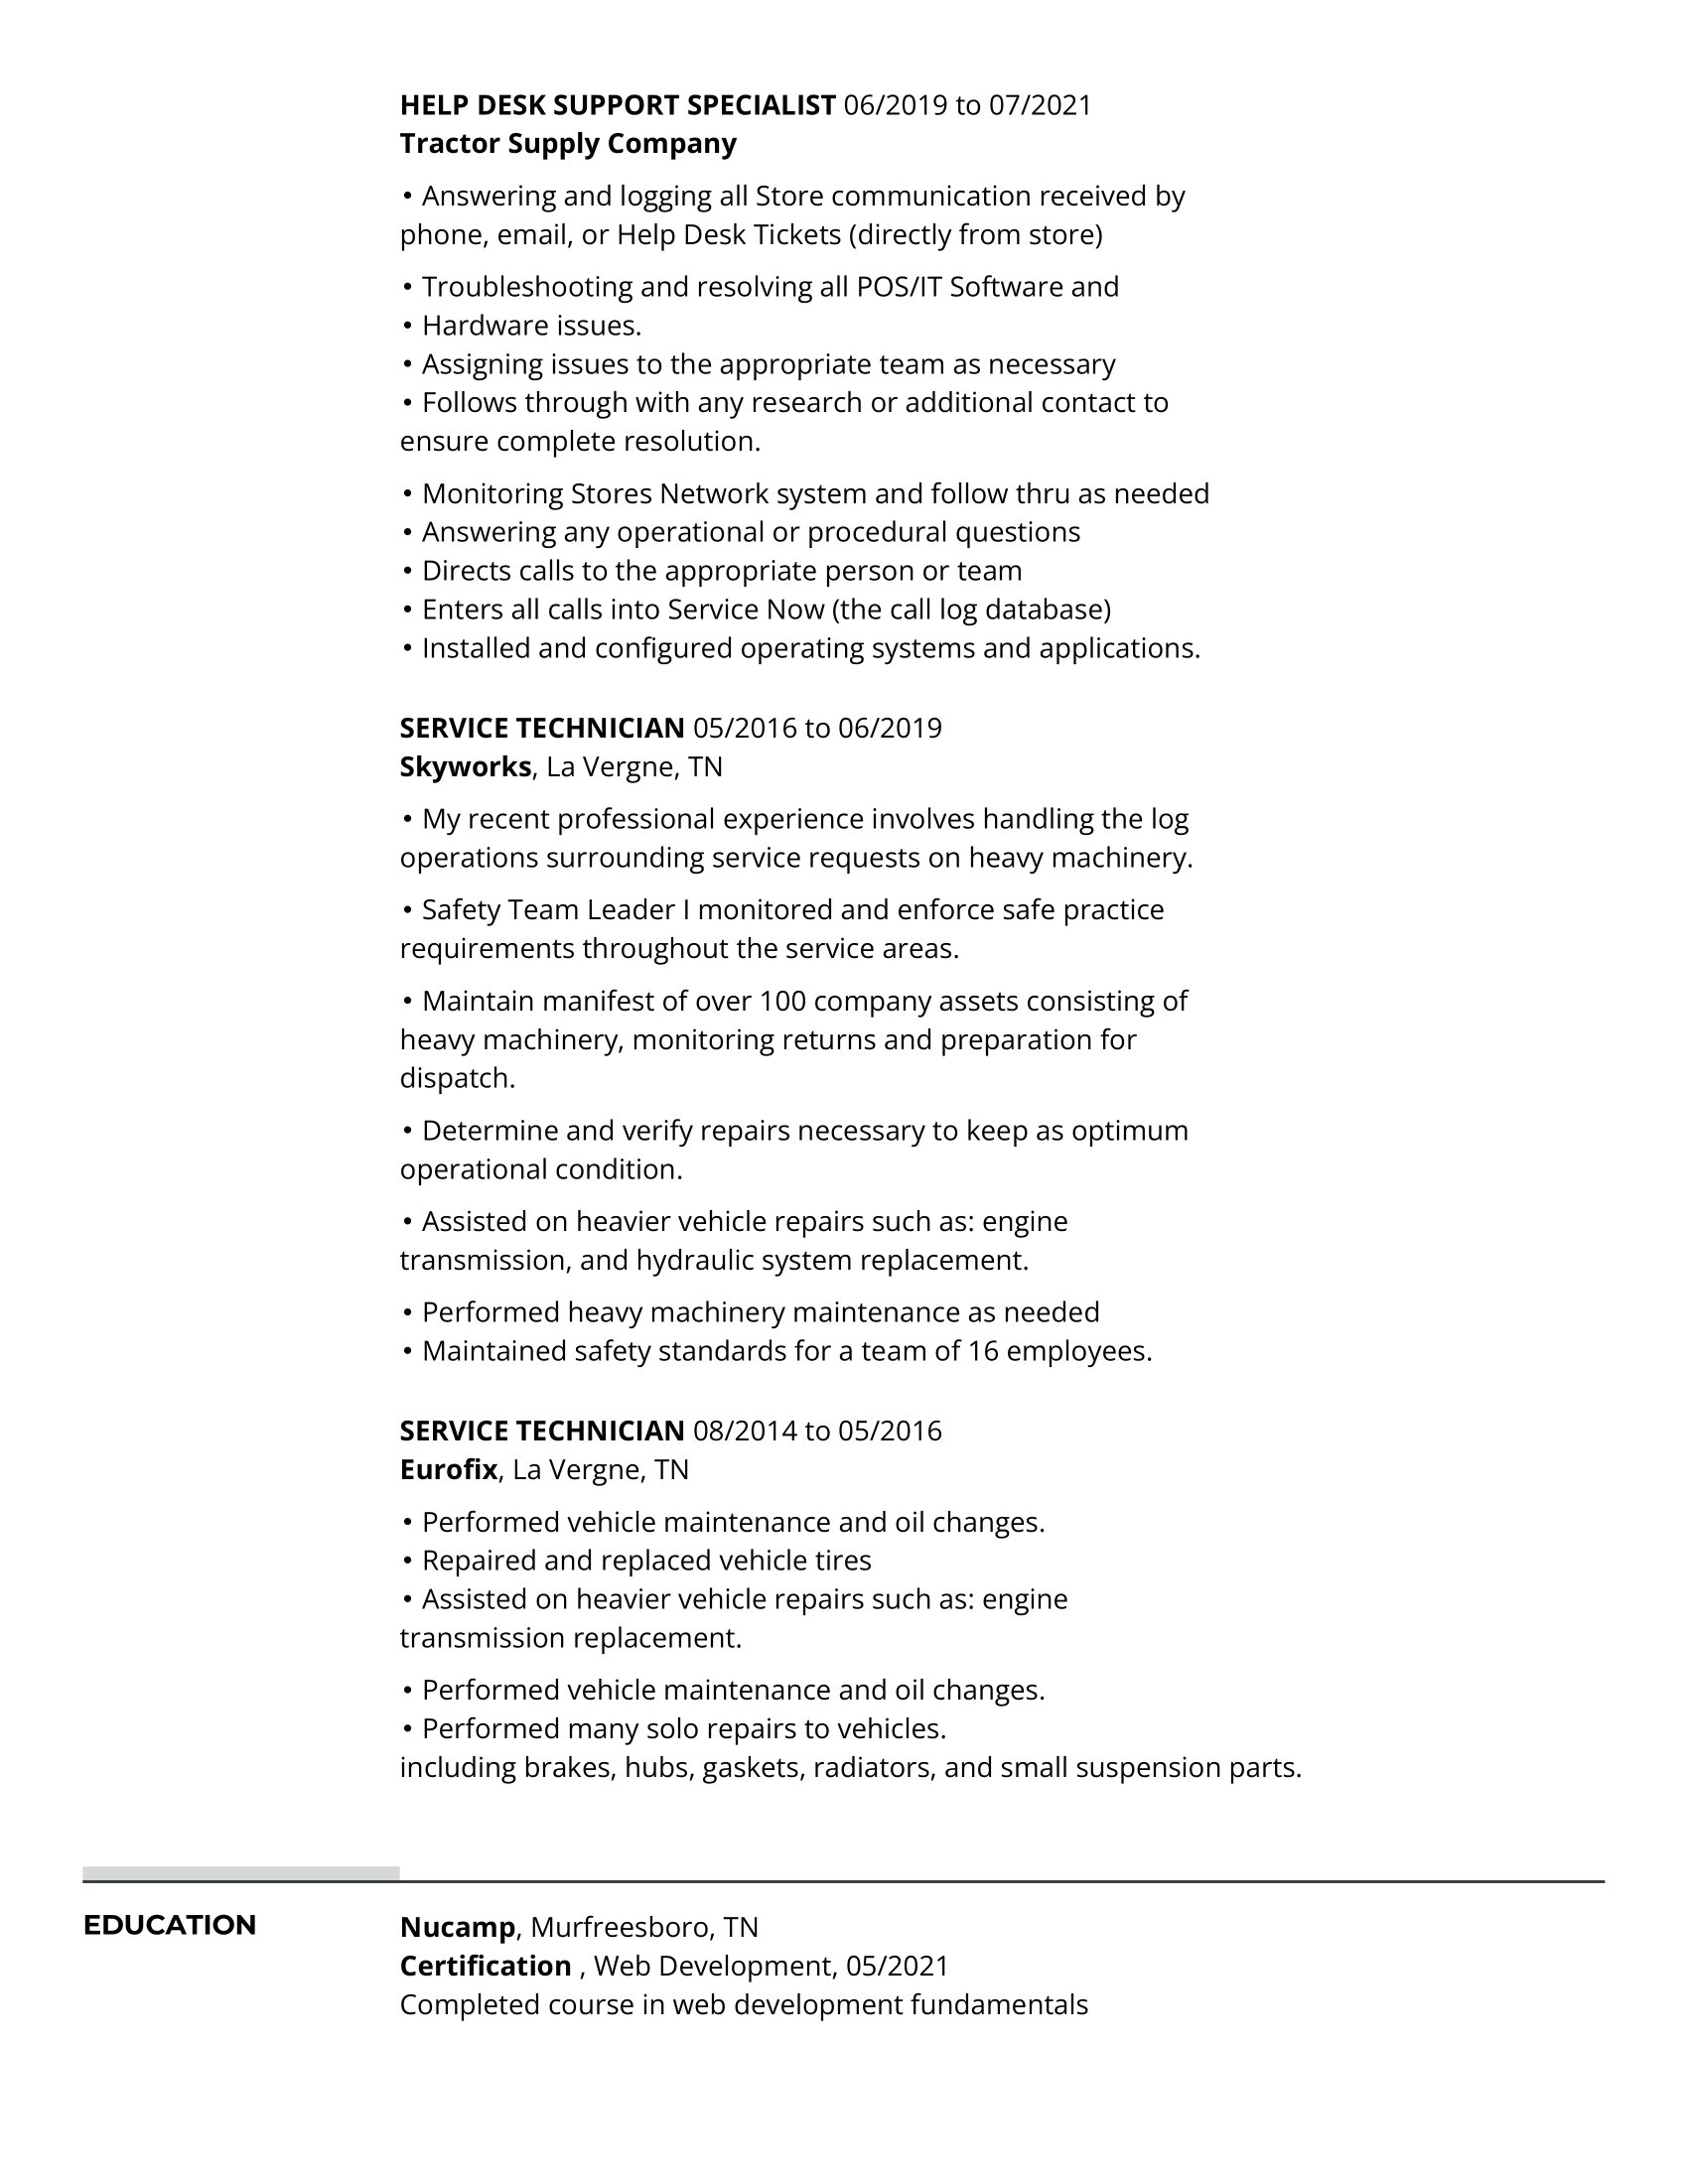 HELP DESK SUPPORT SPECIALIST 06/2019 to 07/2021
Tractor Supply Company
• Answering and logging all Store communication received by
phone, email, or Help Desk Tickets (directly from store)
• Troubleshooting and resolving all POS/IT Software and
• Hardware issues.
• Assigning issues to the appropriate team as necessary
• Follows through with any research or additional contact to
ensure complete resolution.
• Monitoring Stores Network system and follow thru as needed
• Answering any operational or procedural questions
• Directs calls to the appropriate person or team
• Enters all calls into Service Now (the call log database)
• Installed and configured operating systems and applications.
SERVICE TECHNICIAN 05/2016 to 06/2019
Skyworks, La Vergne, TN
• My recent professional experience involves handling the log
operations surrounding service requests on heavy machinery.
• Safety Team Leader I monitored and enforce safe practice
requirements throughout the service areas.
• Maintain manifest of over 100 company assets consisting of
heavy machinery, monitoring returns and preparation for
dispatch.
• Determine and verify repairs necessary to keep as optimum
operational condition.
• Assisted on heavier vehicle repairs such as: engine
transmission, and hydraulic system replacement.
• Performed heavy machinery maintenance as needed
• Maintained safety standards for a team of 16 employees.
SERVICE TECHNICIAN 08/2014 to 05/2016
Eurofix, La Vergne, TN
• Performed vehicle maintenance and oil changes.
• Repaired and replaced vehicle tires
• Assisted on heavier vehicle repairs such as: engine
transmission replacement.
• Performed vehicle maintenance and oil changes.
• Performed many solo repairs to vehicles.
including brakes, hubs, gaskets, radiators, and small suspension parts.
EDUCATION
Nucamp, Murfreesboro, TN
Certification , Web Development, 05/2021
Completed course in web development fundamentals